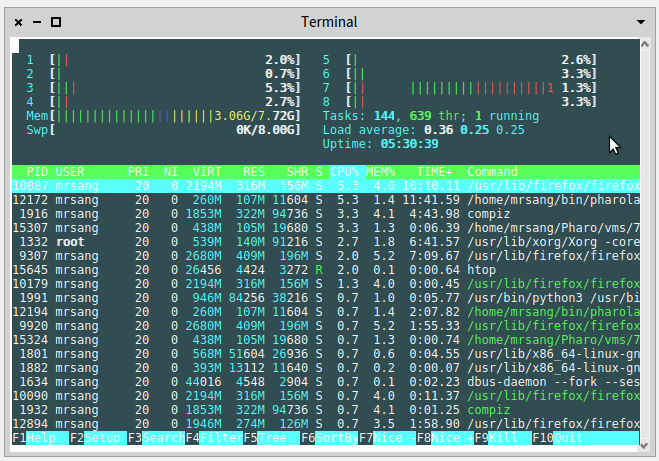 Terminal
1 [|| 2.0%] 5 [| 2.6%]
2 [| 0.7%] 6 [|| 3.3%]
3 [||| 5.3%] 7 [|| ||||||||||||||||||||1 1.3%]
4 [|| 2.7%] 8 [|| 3.3%]
Mem[||||||||||||||||||||||3.06G/7.72G] Tasks: 144, 639 thr; 1 running
Swp[ 0K/8.00G] Load average: 0.36 0.25 0.25
Uptime: 05:30:39
PID USER PRI NI VIRT RES SHR S CPU% MEM% TIME+ Command
10087 mrsang 20 0 2194M 316M 156M S 5.3 4.0 10:10.11 /usr/lib/firefox/firefox
12172 mrsang 20 0 260M 107M 11604 S 5.3 1.4 11:41.59 /home/mrsang/bin/pharola
1916 mrsang 20 0 1853M 322M 94736 S 3.3 4.1 4:43.98 compiz
15307 mrsang 20 0 438M 105M 19680 S 3.3 1.3 0:06.39 /home/mrsang/Pharo/vms/7
1332 root 20 0 539M 140M 91216 S 2.7 1.8 6:41.57 /usr/lib/xorg/Xorg -core
9307 mrsang 20 0 2680M 409M 196M S 2.0 5.2 7:09.67 /usr/lib/firefox/firefox
15645 mrsang 20 0 26456 4424 3272 R 2.0 0.1 0:00.64 htop
10179 mrsang 20 0 2194M 316M 156M S 1.3 4.0 0:00.45 /usr/lib/firefox/firefox
1991 mrsang 20 0 946M 84256 38216 S 0.7 1.0 0:05.77 /usr/bin/python3 /usr/bi
12194 mrsang 20 0 260M 107M 11604 S 0.7 1.4 2:07.82 /home/mrsang/bin/pharola
9920 mrsang 20 0 2680M 409M 196M S 0.7 5.2 1:55.33 /usr/lib/firefox/firefox
15324 mrsang 20 0 438M 105M 19680 S 0.7 1.3 0:00.74 /home/mrsang/Pharo/vms/7
1801 mrsang 20 0 568M 51604 26936 S 0.7 0.6 0:04.55 /usr/lib/x86_64-linux-gn
1882 mrsang 20 0 393M 13112 11640 S 0.7 0.2 0:00.07 /usr/lib/x86_64-linux-gn
1634 mrsang 20 0 44016 4548 2904 S 0.7 0.1 0:02.23 dbus-daemon --fork --ses
10090 mrsang 20 0 2194M 316M 156M S 0.7 4.0 0:11.37 /usr/lib/firefox/firefox
1932 mrsang 20 0 1853M 322M 94736 S 0.7 4.1 0:01.25 compiz
12894 mrsang 20 0 1946M 274M 126M S 0.7 3.5 1:58.90 /usr/lib/firefox/firefox
F1Help F2Setup F3SearchF4FilterF5Tree F6SortByF7Nice -F8Nice +F9Kill F10Quit